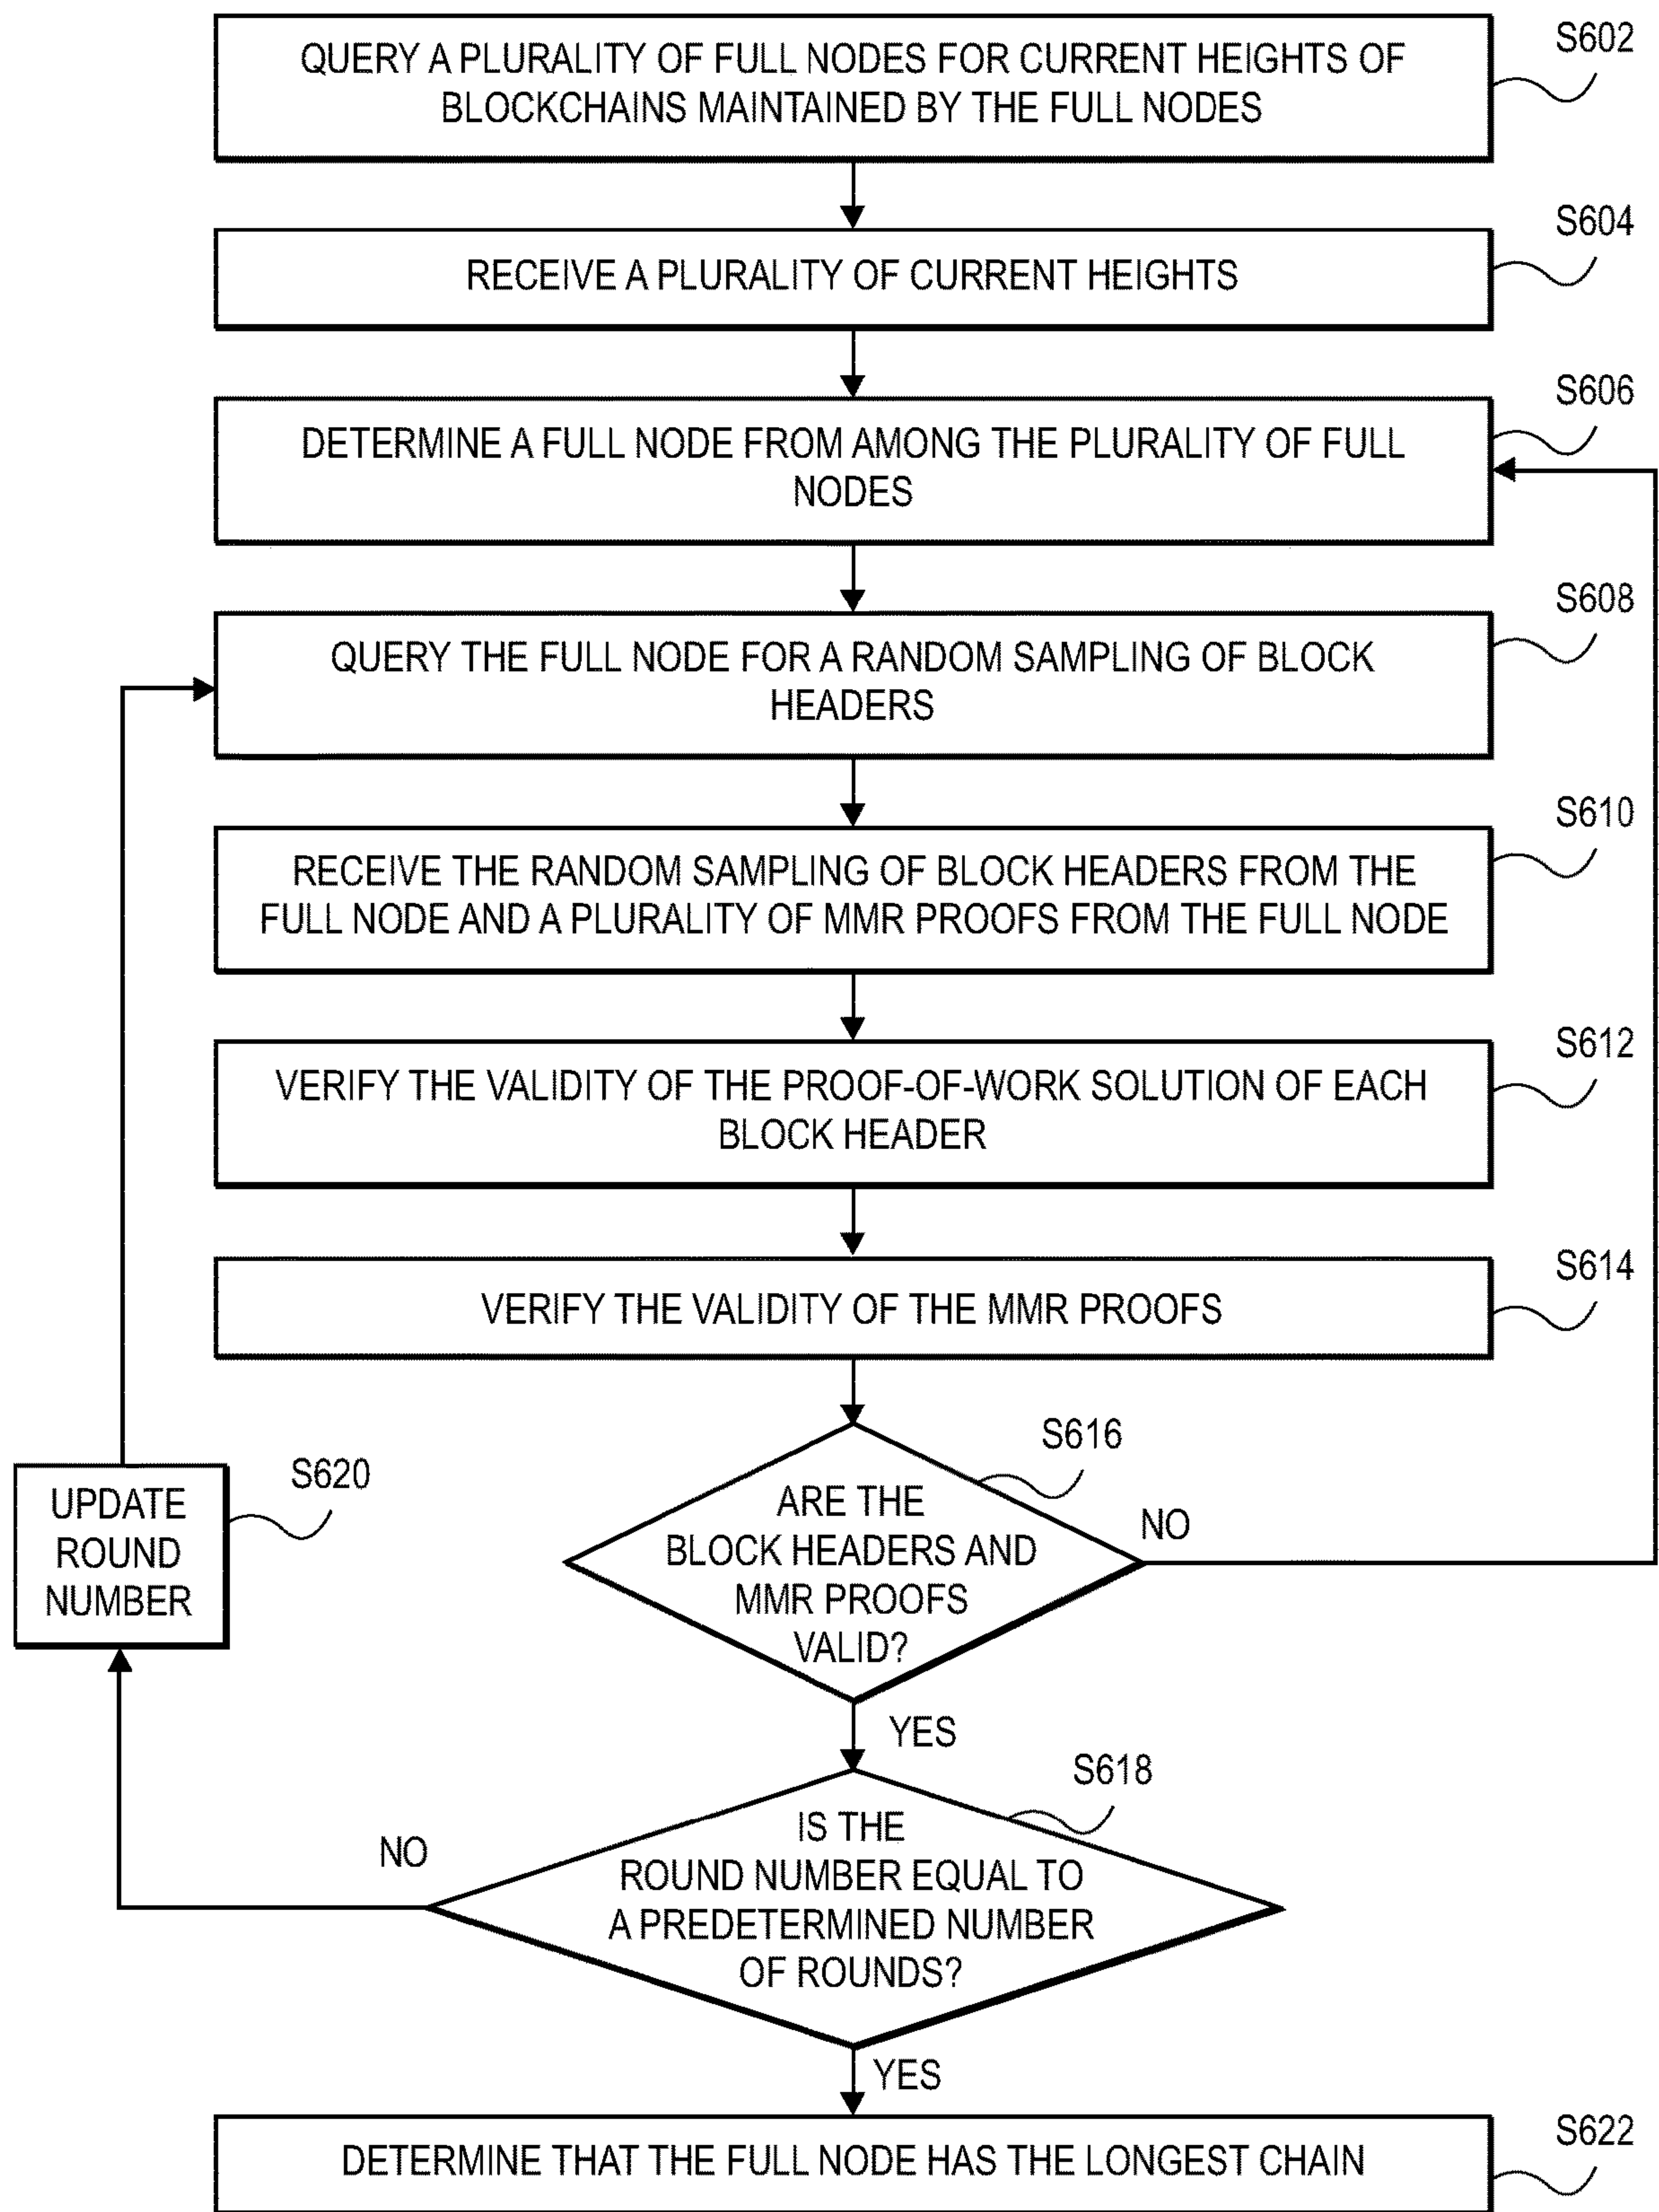 S602
QUERY A PLURALITY OF FULL NODES FOR CURRENT HEIGHTS OF
BLOCKCHAINS MAINTAINED BY THE FULL NODES
S604
RECEIVE A PLURALITY OF CURRENT HEIGHTS
S606
DETERMINE A FULL NODE FROM AMONG THE PLURALITY OF FULL
NODES
S608
QUERY THE FULL NODE FOR A RANDOM SAMPLING OF BLOCK
HEADERS
S610
RECEIVE THE RANDOM SAMPLING OF BLOCK HEADERS FROM THE
FULL NODE AND A PLURALITY OF MMR PROOFS FROM THE FULL NODE
S612
VERIFY THE VALIDITY OF THE PROOF-OF-WORK SOLUTION OF EACH
BLOCK HEADER
S614
VERIFY THE VALIDITY OF THE MMR PROOFS
S616
ARE THE
BLOCK HEADERS AND
MMR PROOFS
VALID?
NO
YES
S620
UPDATE
ROUND
NUMBER
S618
IS THE
ROUND NUMBER EQUAL TO
A PREDETERMINED NUMBER
OF ROUNDS?
NO
YES
S622
DETERMINE THAT THE FULL NODE HAS THE LONGEST CHAIN